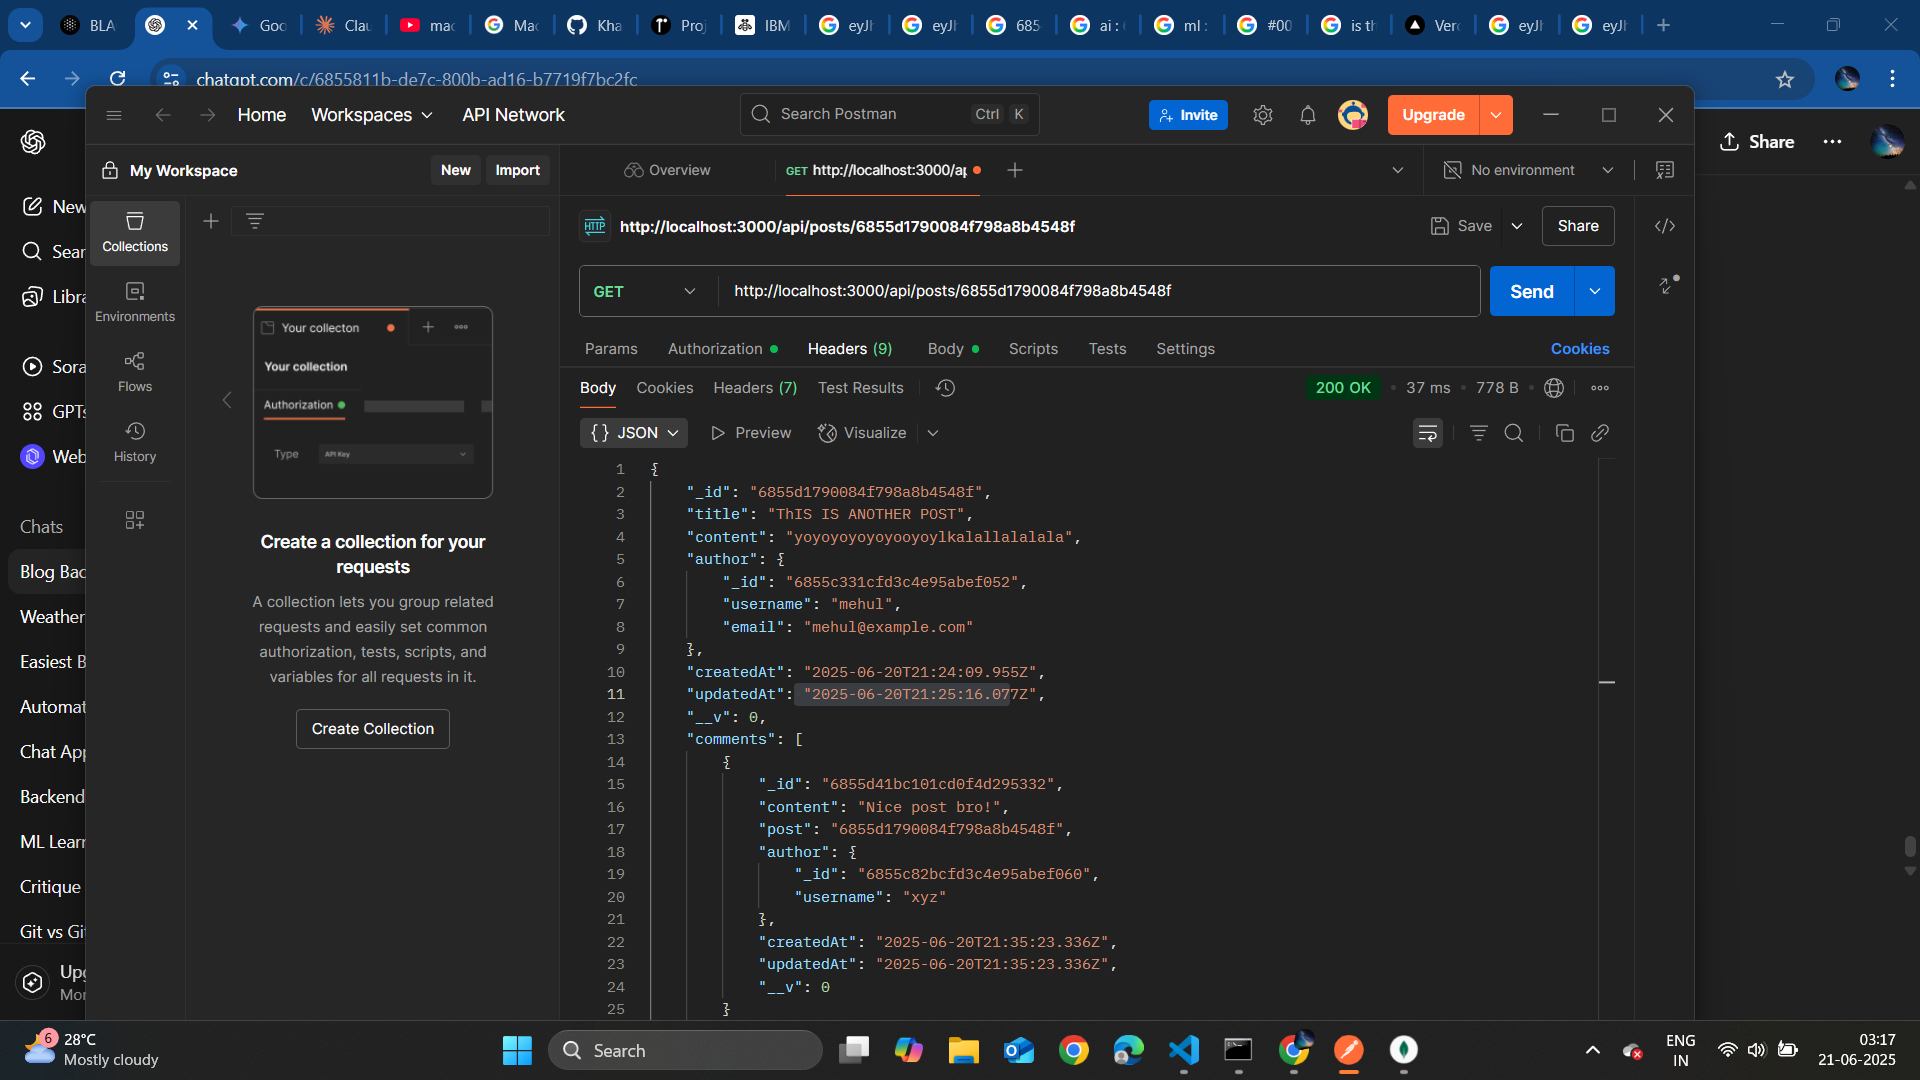 BLA
Goo
Clau
mac
Mac
Kha
Proj
IBM
eyJh
eyJh
685
ai : 
ml :
#00
is th
Verc
eyJh
eyJh
chatgpt.com/c/6855811b-de7c-800b-ad16-b7719f7bc2fc
Home
Workspaces
API Network
Search Postman
Ctrl
K
Invite
Upgrade
Share
My Workspace
New
Import
Overview
GET http://localhost:3000/ap
No environment
New
Sear
Libra
Sora
GPTs
Web
Chats
Blog Bac
Weather
Easiest B
Automat
Chat App
Backend
ML Learn
Critique
Git vs Git
Upg
Mor
Collections
Environments
Flows
History
Your collecton
Your collection
Authorization
Type
API Key
Create a collection for your
requests
A collection lets you group related
requests and easily set common
authorization, tests, scripts, and
variables for all requests in it.
Create Collection
HTTP
http://localhost:3000/api/posts/6855d1790084f798a8b4548f
Save
Share
GET
http://localhost:3000/api/posts/6855d1790084f798a8b4548f
Send
Params
Authorization
Headers (9)
Body
Scripts
Tests
Settings
Cookies
Body
Cookies
Headers (7)
Test Results
200 OK
37 ms
778 B
{} JSON
Preview
Visualize
1 {
2 "_id": "6855d1790084f798a8b4548f",
3 "title": "ThIS IS ANOTHER POST",
4 "content": "yoyoyoyoyoyooyoylkalallalalala",
5 "author": {
6 "_id": "6855c331cfd3c4e95abef052",
7 "username": "mehul",
8 "email": "mehul@example.com"
9 },
10 "createdAt": "2025-06-20T21:24:09.955Z",
11 "updatedAt": "2025-06-20T21:25:16.077Z",
12 "__v": 0,
13 "comments": [
14 {
15 "_id": "6855d41bc101cd0f4d295332",
16 "content": "Nice post bro!",
17 "post": "6855d1790084f798a8b4548f",
18 "author": {
19 "_id": "6855c82bcfd3c4e95abef060",
20 "username": "xyz"
21 },
22 "createdAt": "2025-06-20T21:35:23.336Z",
23 "updatedAt": "2025-06-20T21:35:23.336Z",
24 "__v": 0
25 }
6
28°C
Mostly cloudy
Search
ENG
IN
03:17
21-06-2025